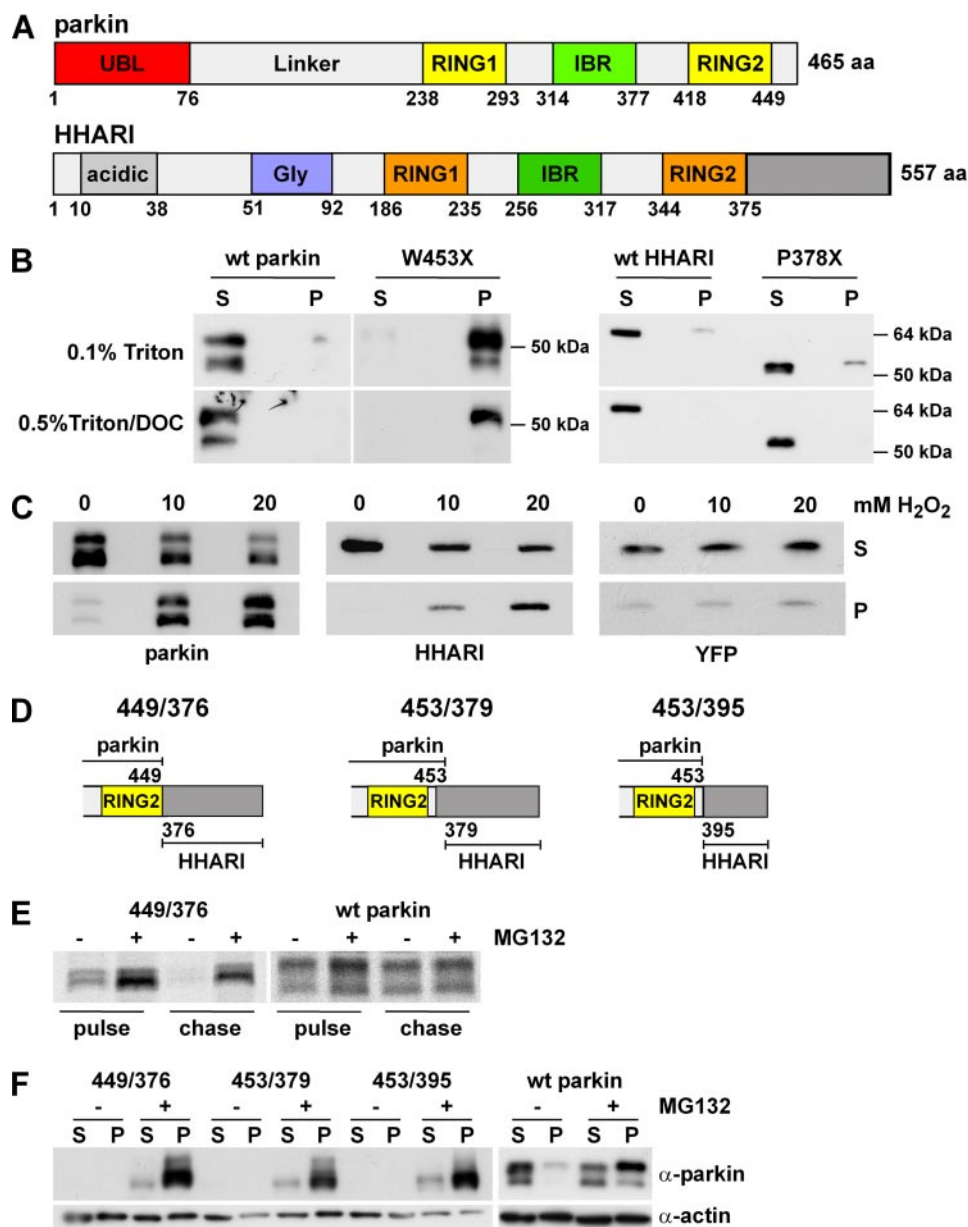 A
parkin
UBL Linker RING1 IBR RING2 465 aa
1 76 238 293 314 377 418 449
HHARI
acidic Gly RING1 IBR RING2 557 aa
1 10 38 51 92 186 235 256 317 344 375
B
wt parkin W453X wt HHARI P378X
S P S P S P S P
0.1% Triton 50 kDa 64 kDa 50 kDa
0.5%Triton/DOC 50 kDa 64 kDa 50 kDa
C
0 10 20 0 10 20 0 10 20 mM H2O2
S
P
parkin HHARI YFP
D
449/376 453/379 453/395
parkin parkin parkin
449 453 453
RING2 RING2 RING2
376 379 395
HHARI HHARI HHARI
E
449/376 wt parkin
- + - + - + - + MG132
pulse chase pulse chase
F
449/376 453/379 453/395 wt parkin
- + - + - + - + MG132
S P S P S P S P S P S P S P S P
α-parkin
α-actin